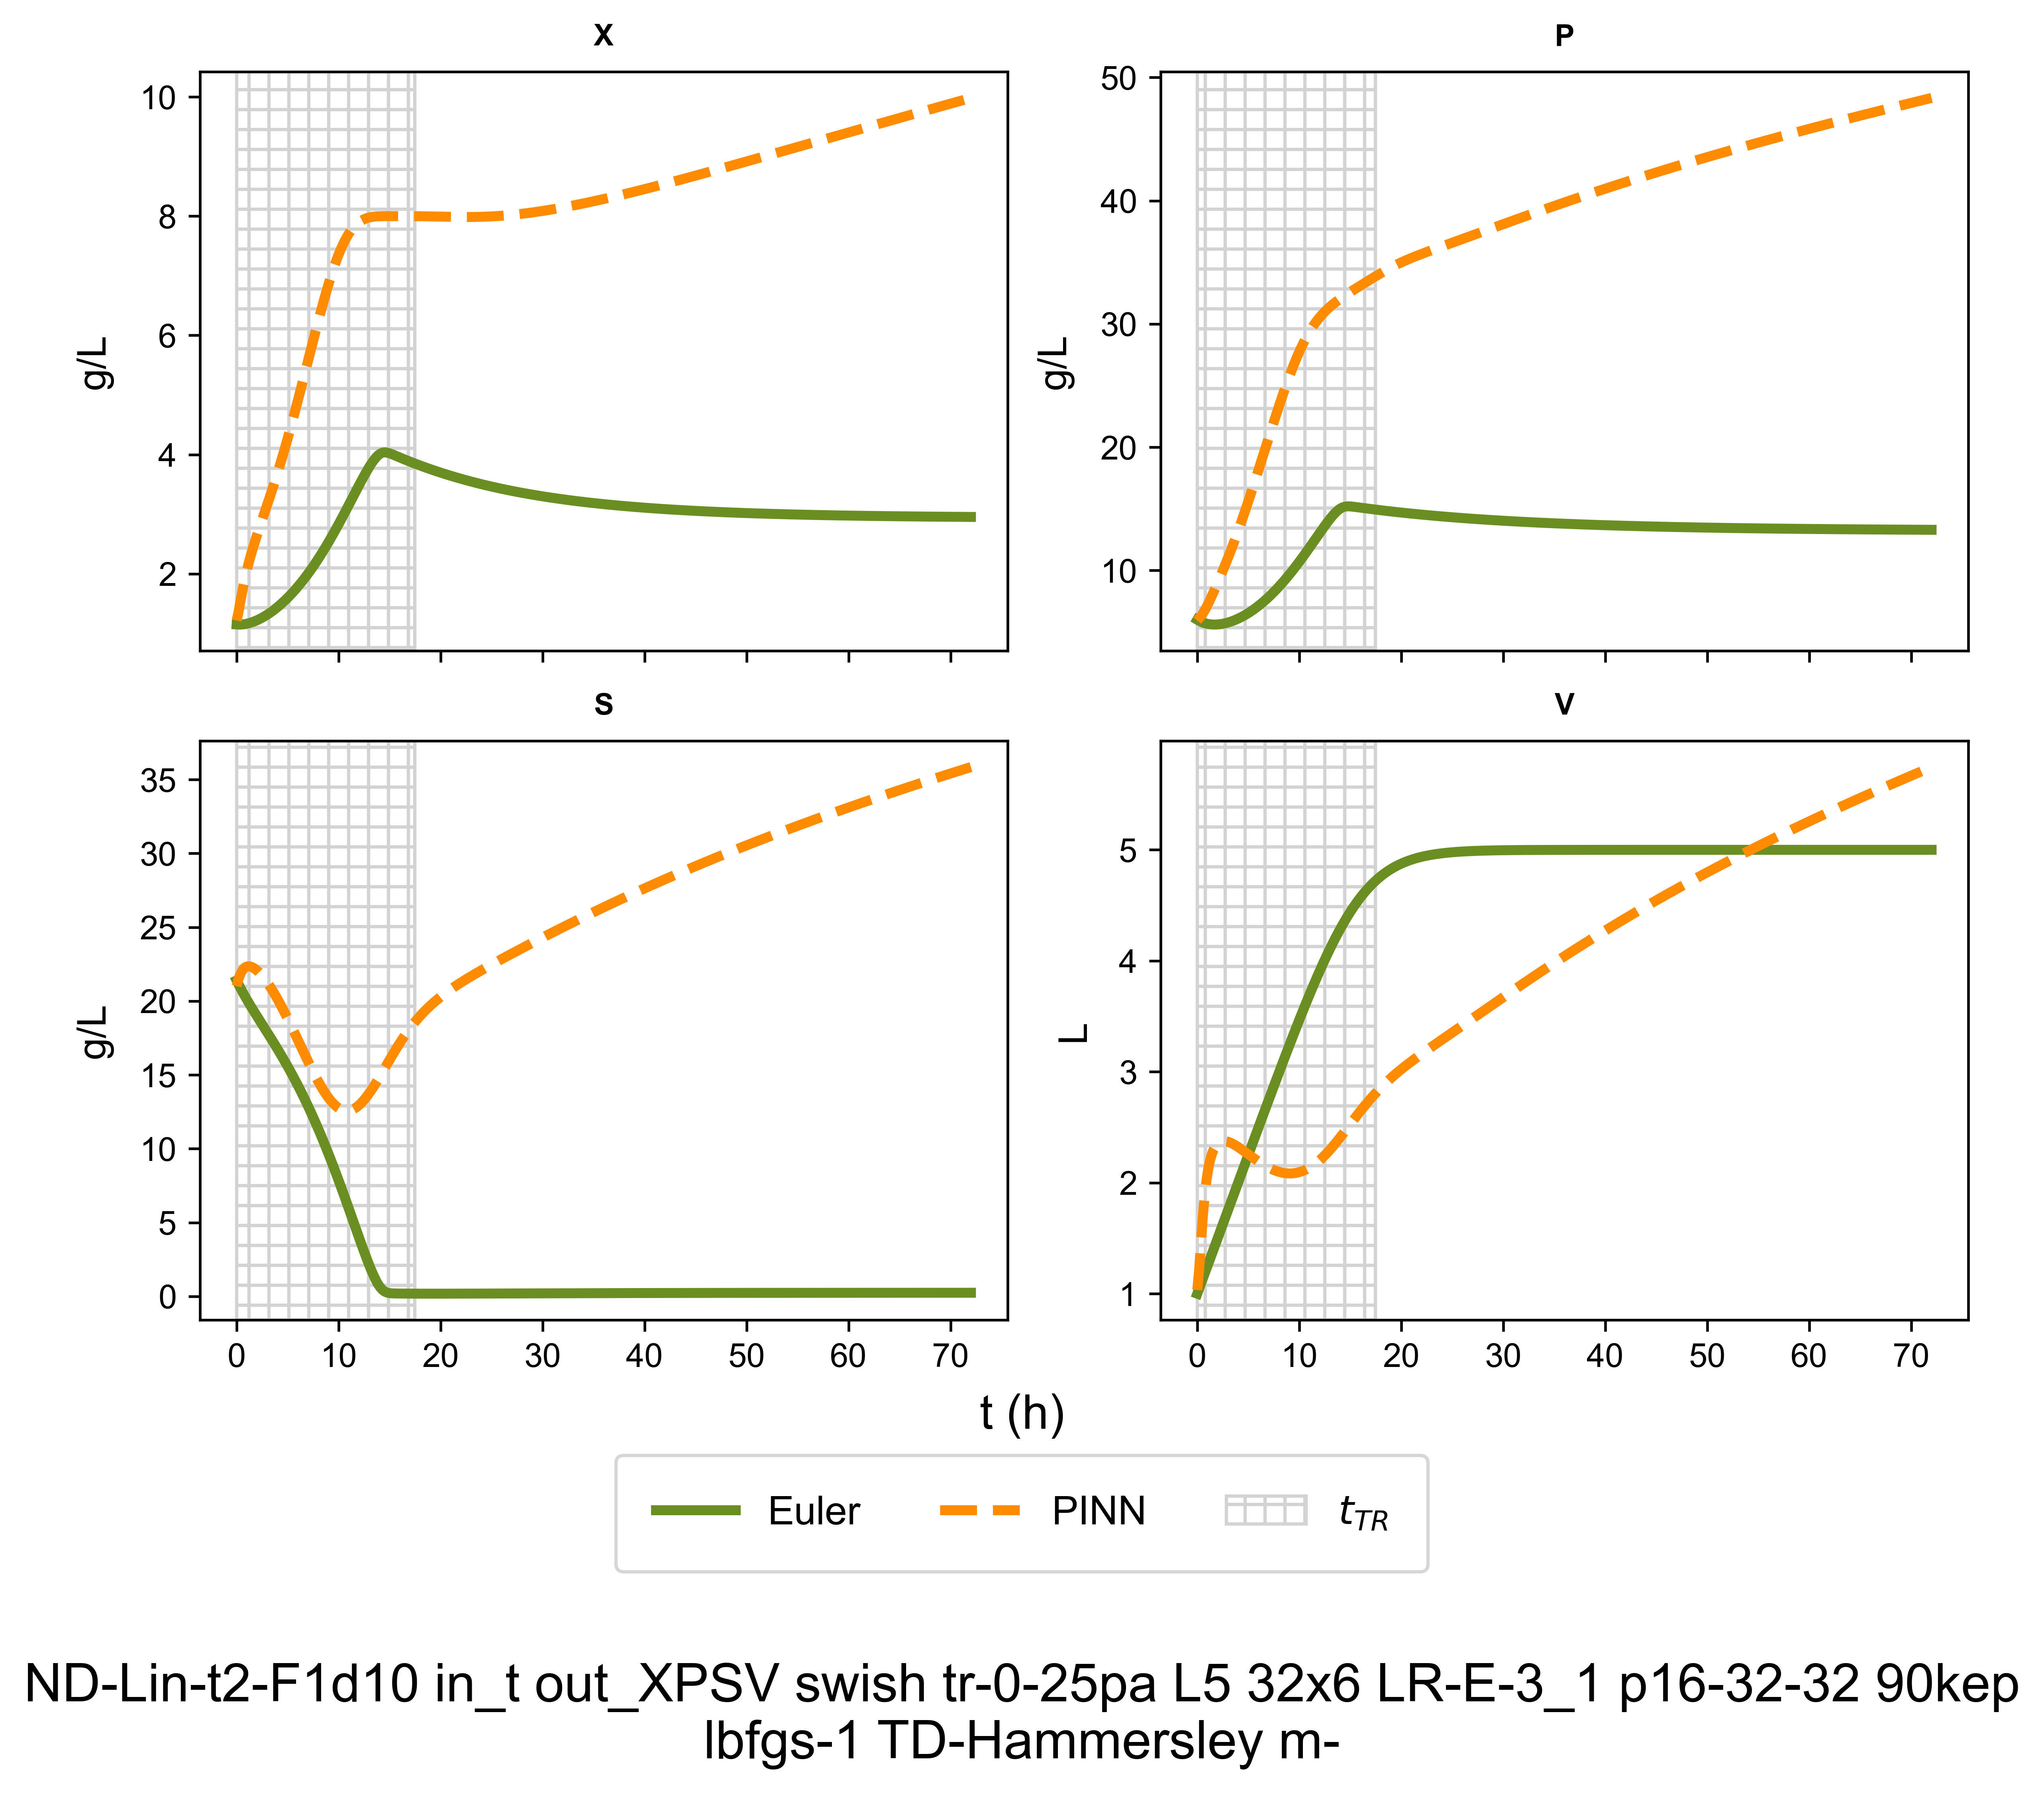 X
P
10
8
6
4
2
g/L
50
40
30
20
10
g/L
S
V
35
30
25
20
15
10
5
0
g/L
5
4
3
2
1
L
0 10 20 30 40 50 60 70
0 10 20 30 40 50 60 70
t (h)
Euler PINN t_TR
ND-Lin-t2-F1d10 in_t out_XPSV swish tr-0-25pa L5 32x6 LR-E-3_1 p16-32-32 90kep
lbfgs-1 TD-Hammersley m-